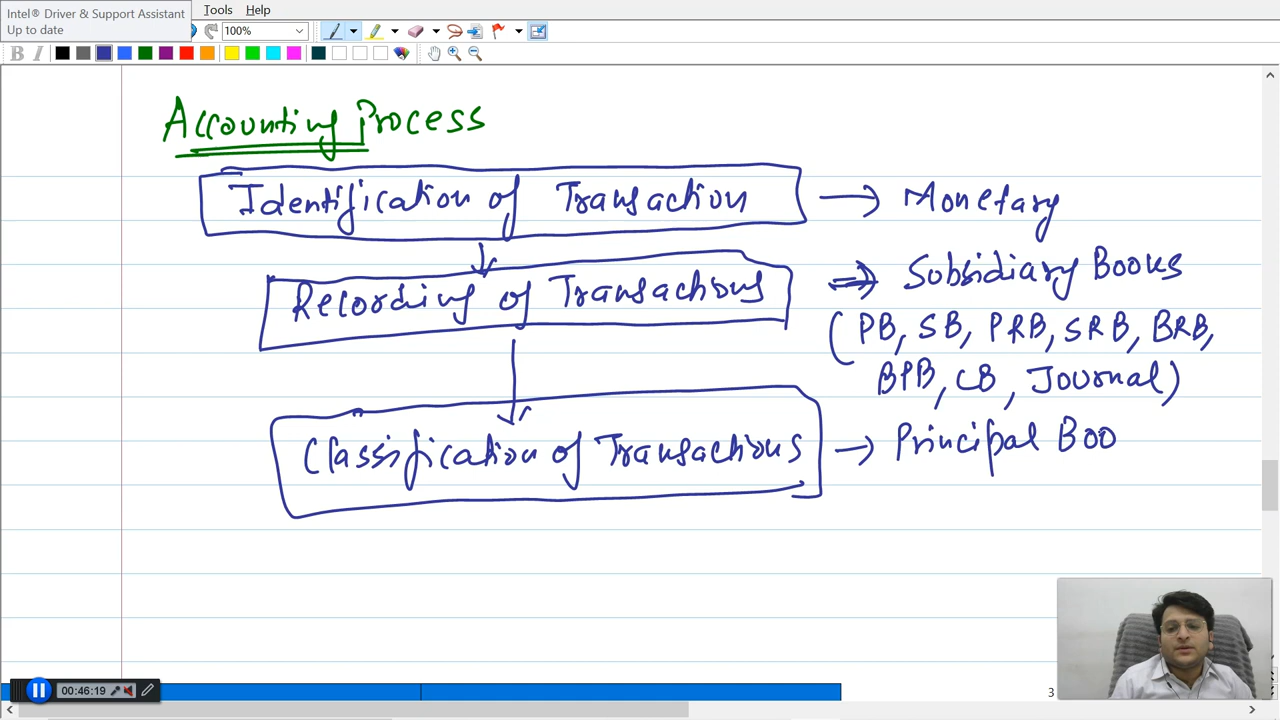 Intel® Driver & Support Assistant
Up to date
Tools Help
100%
B I
Accounting Process
Identification of Transaction → Monetary
Recording of Transactions ⇒ Subsidiary Books
(PB, SB, PRB, SRB, BRB,
BPB, CB, Journal)
Classification of Transactions → Principal Boo
00:46:19
3